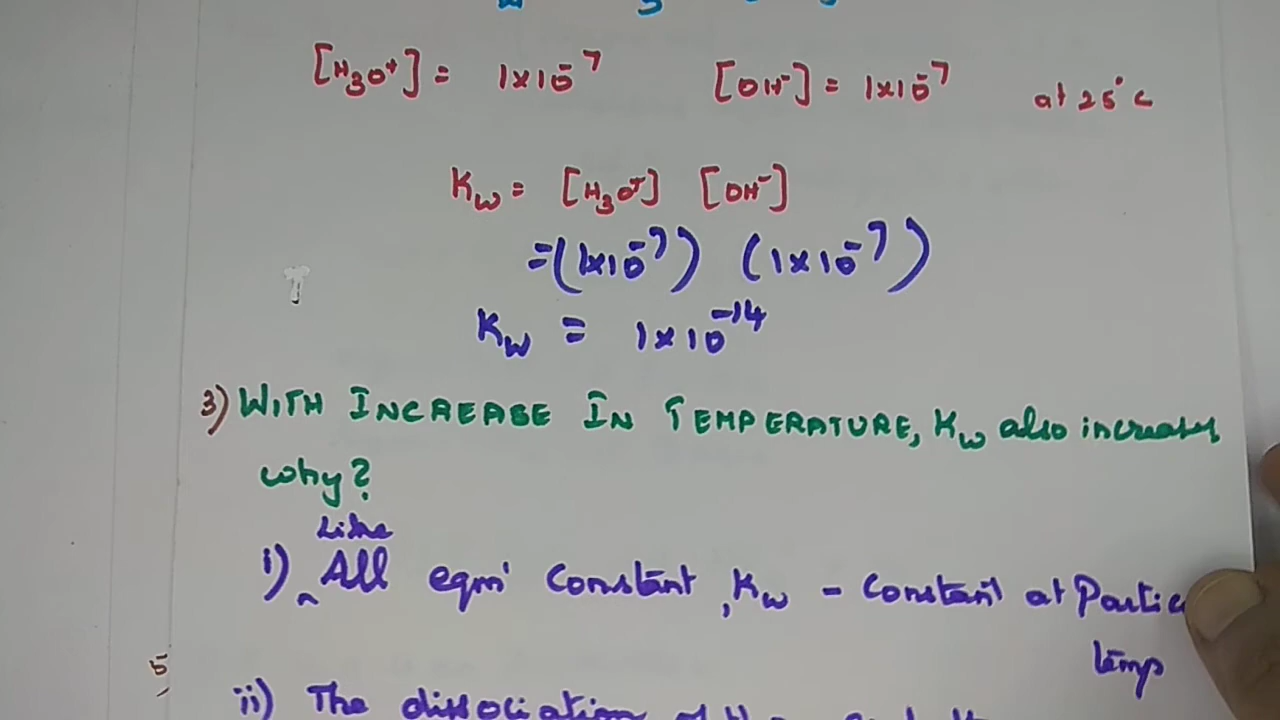 [H₃O⁺] = 1×10⁻⁷ [OH⁻] = 1×10⁻⁷ at 25°C
Kw = [H₃O⁺] [OH⁻]
=(1×10⁻⁷) (1×10⁻⁷)
Kw = 1×10⁻¹⁴
3) WITH INCREASE IN TEMPERATURE, Kw also increases
why?
Like
i) ‸ All eqm' Constant, Kw – Constant at Partic
temp
5
ii) The dissociation of